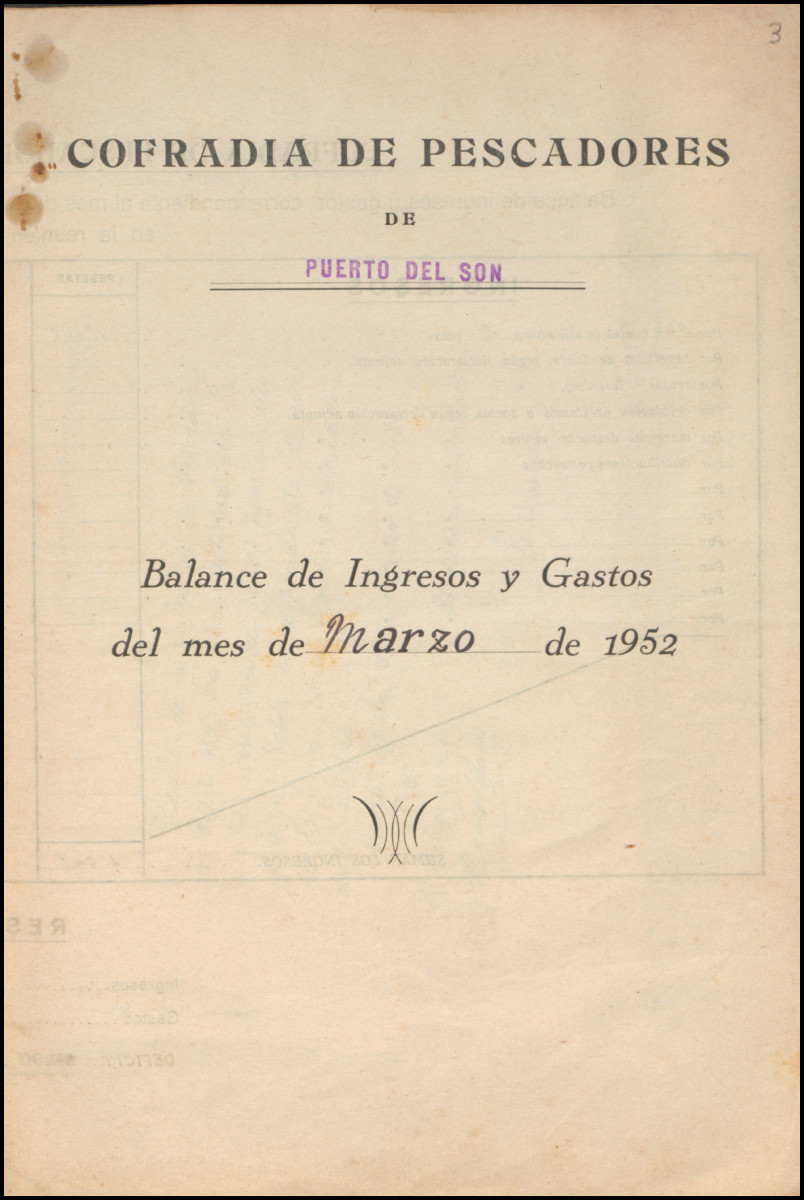 3
COFRADIA DE PESCADORES
DE
PUERTO DEL SON
Balance de Ingresos y Gastos
del mes de Marzo de 1952